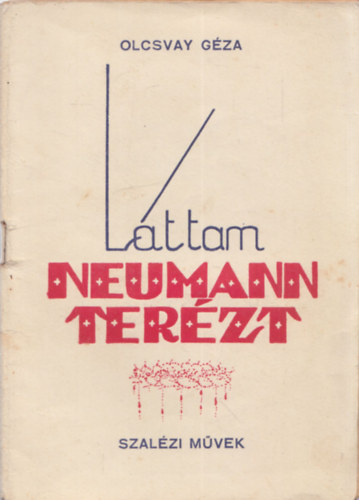 OLCSVAY GÉZA
Láttam
NEUMANN
TERÉZT
SZALÉZI MŰVEK